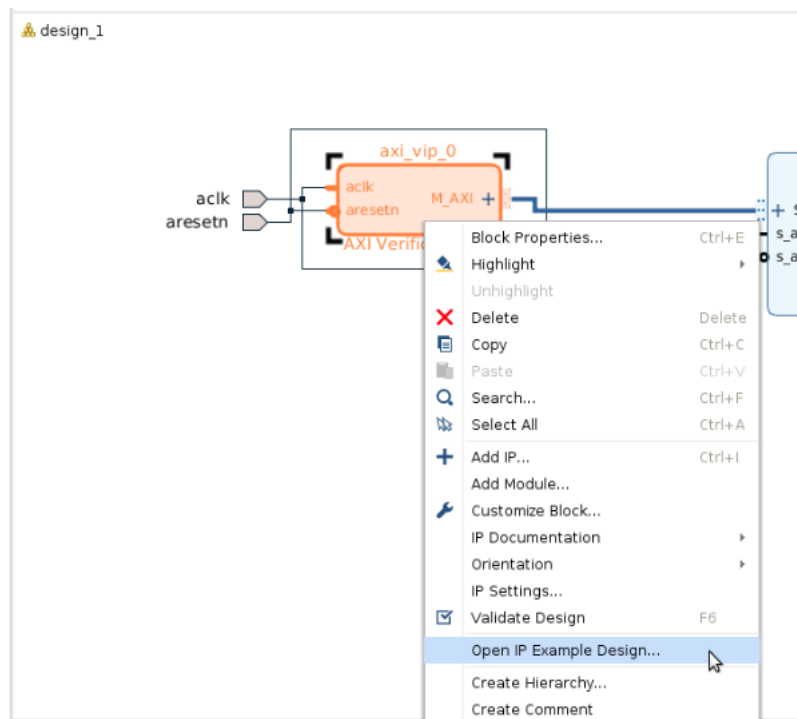 design_1
axi_vip_0
aclk
aresetn
aclk
aresetn
M_AXI
AXI
S
s_a
s_a
Block Properties... Ctrl+E
Highlight
Unhighlight
Delete Delete
Copy Ctrl+C
Paste Ctrl+V
Search... Ctrl+F
Select All Ctrl+A
Add IP... Ctrl+I
Add Module...
Customize Block...
IP Documentation
Orientation
IP Settings...
Validate Design F6
Open IP Example Design...
Create Hierarchy...
Create Comment